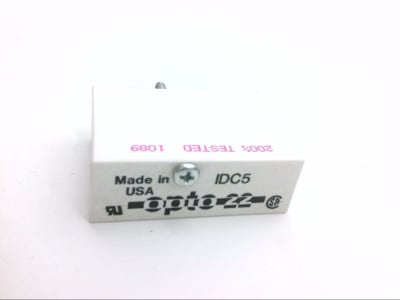 200% TESTED 1089
Made in USA
IDC5
opto 22